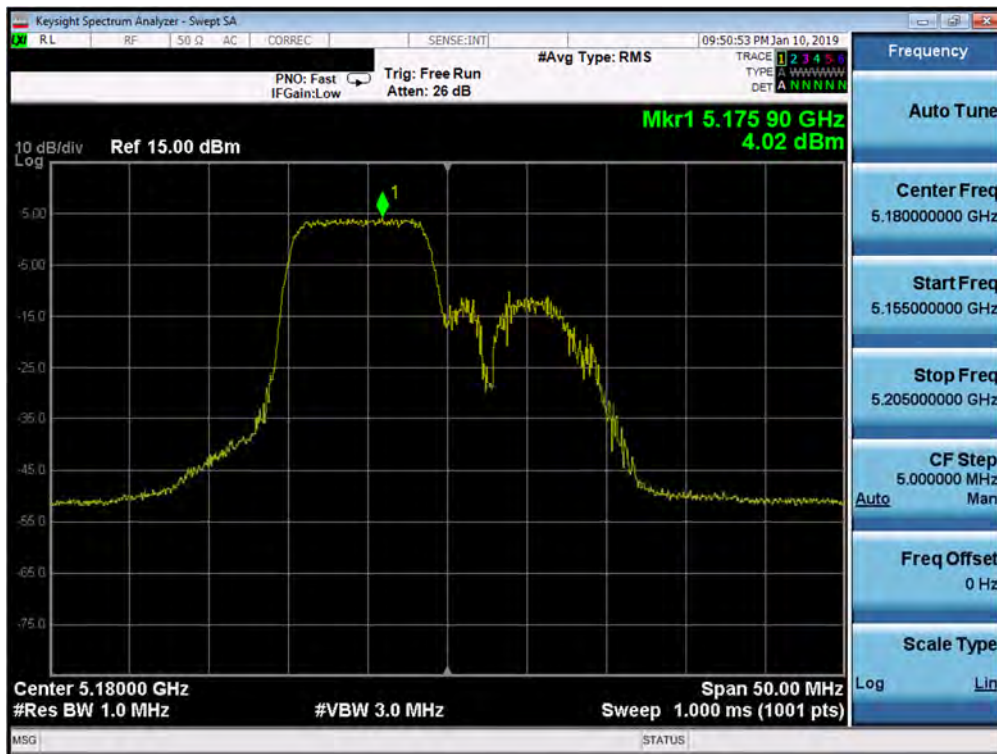 Keysight Spectrum Analyzer - Swept SA
LXI RL RF 50 Ω AC CORREC SENSE:INT 09:50:53 PM Jan 10, 2019
#Avg Type: RMS
TRACE 1 2 3 4 5 6
PNO: Fast Trig: Free Run
TYPE A WWWWW
IFGain:Low Atten: 26 dB
DET A N N N N N
Mkr1 5.175 90 GHz
4.02 dBm
10 dB/div Ref 15.00 dBm
Log
1
5.00
-5.00
-15.0
-25.0
-35.0
-45.0
-55.0
-65.0
-75.0
Center 5.18000 GHz Span 50.00 MHz
#Res BW 1.0 MHz #VBW 3.0 MHz Sweep 1.000 ms (1001 pts)
MSG STATUS
Frequency
Auto Tune
Center Freq
5.180000000 GHz
Start Freq
5.155000000 GHz
Stop Freq
5.205000000 GHz
CF Step
5.000000 MHz
Auto Man
Freq Offset
0 Hz
Scale Type
Log Lin